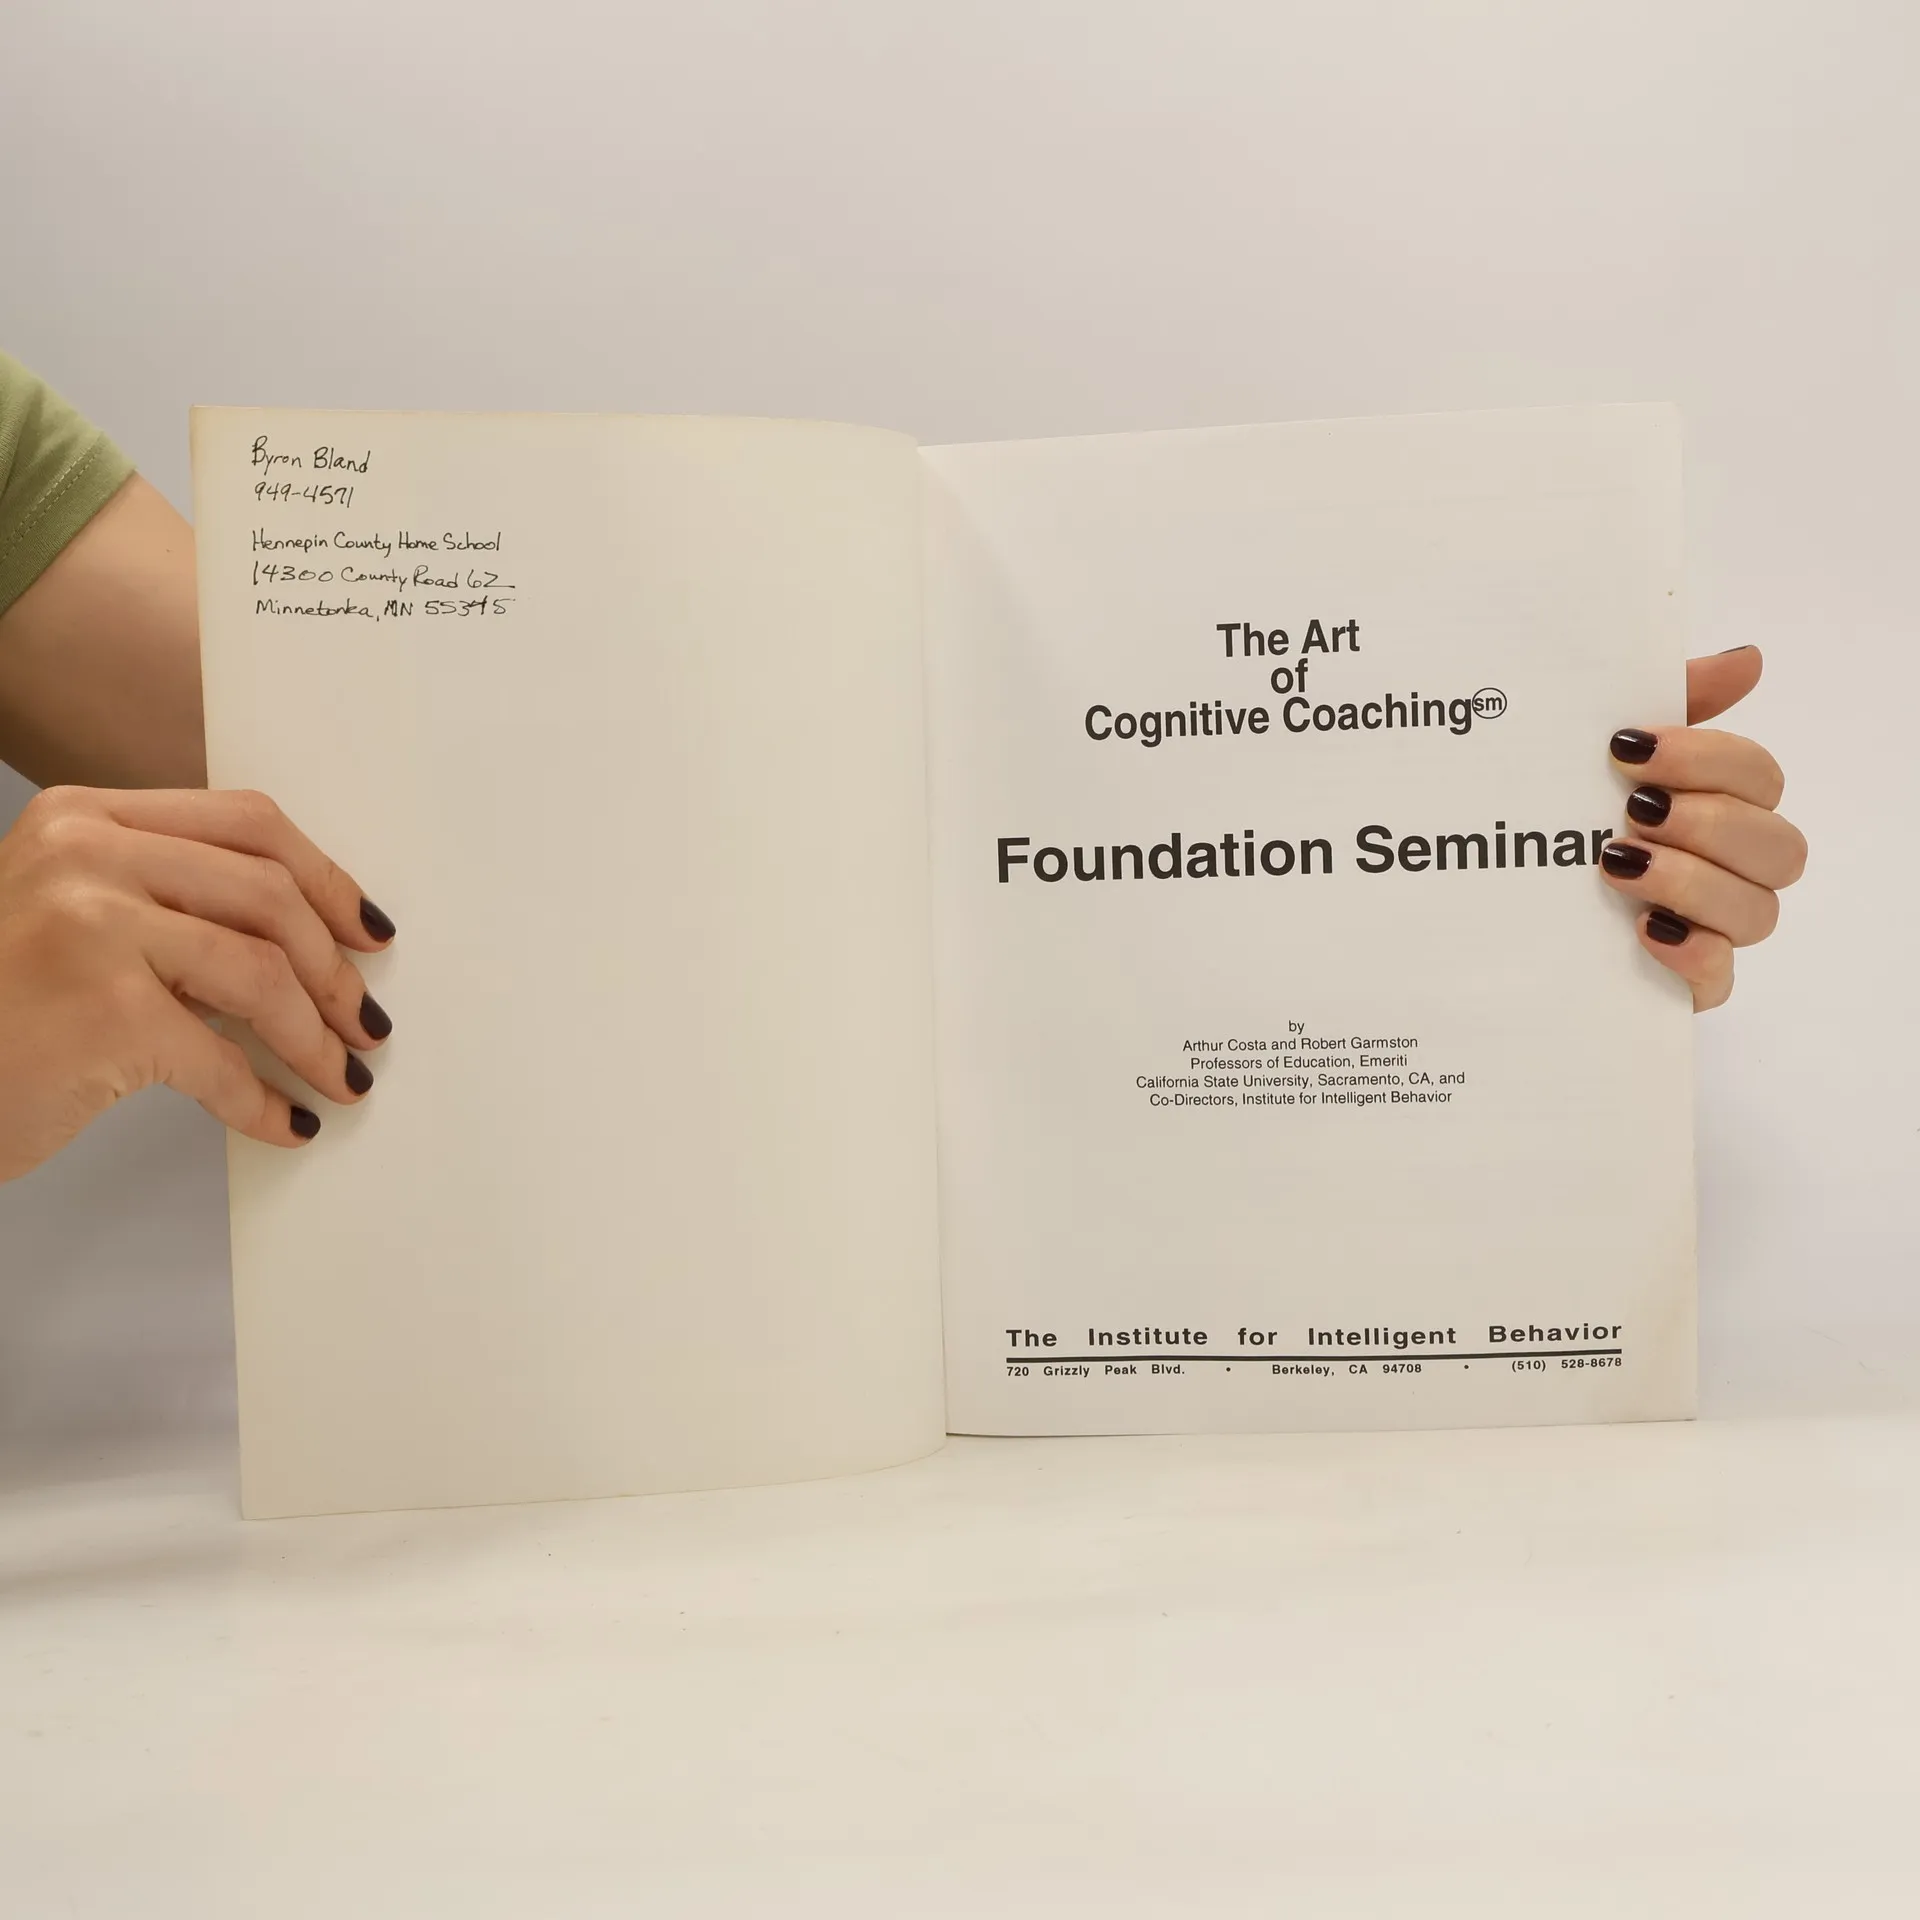 Byron Bland
949-4571
Hennepin County Home School
14300 County Road 62
Minnetonka, MN 55345
The Art
of
Cognitive Coaching sm
Foundation Seminar
by
Arthur Costa and Robert Garmston
Professors of Education, Emeriti
California State University, Sacramento, CA, and
Co-Directors, Institute for Intelligent Behavior
The Institute for Intelligent Behavior
720 Grizzly Peak Blvd. • Berkeley, CA 94708 • (510) 528-8678